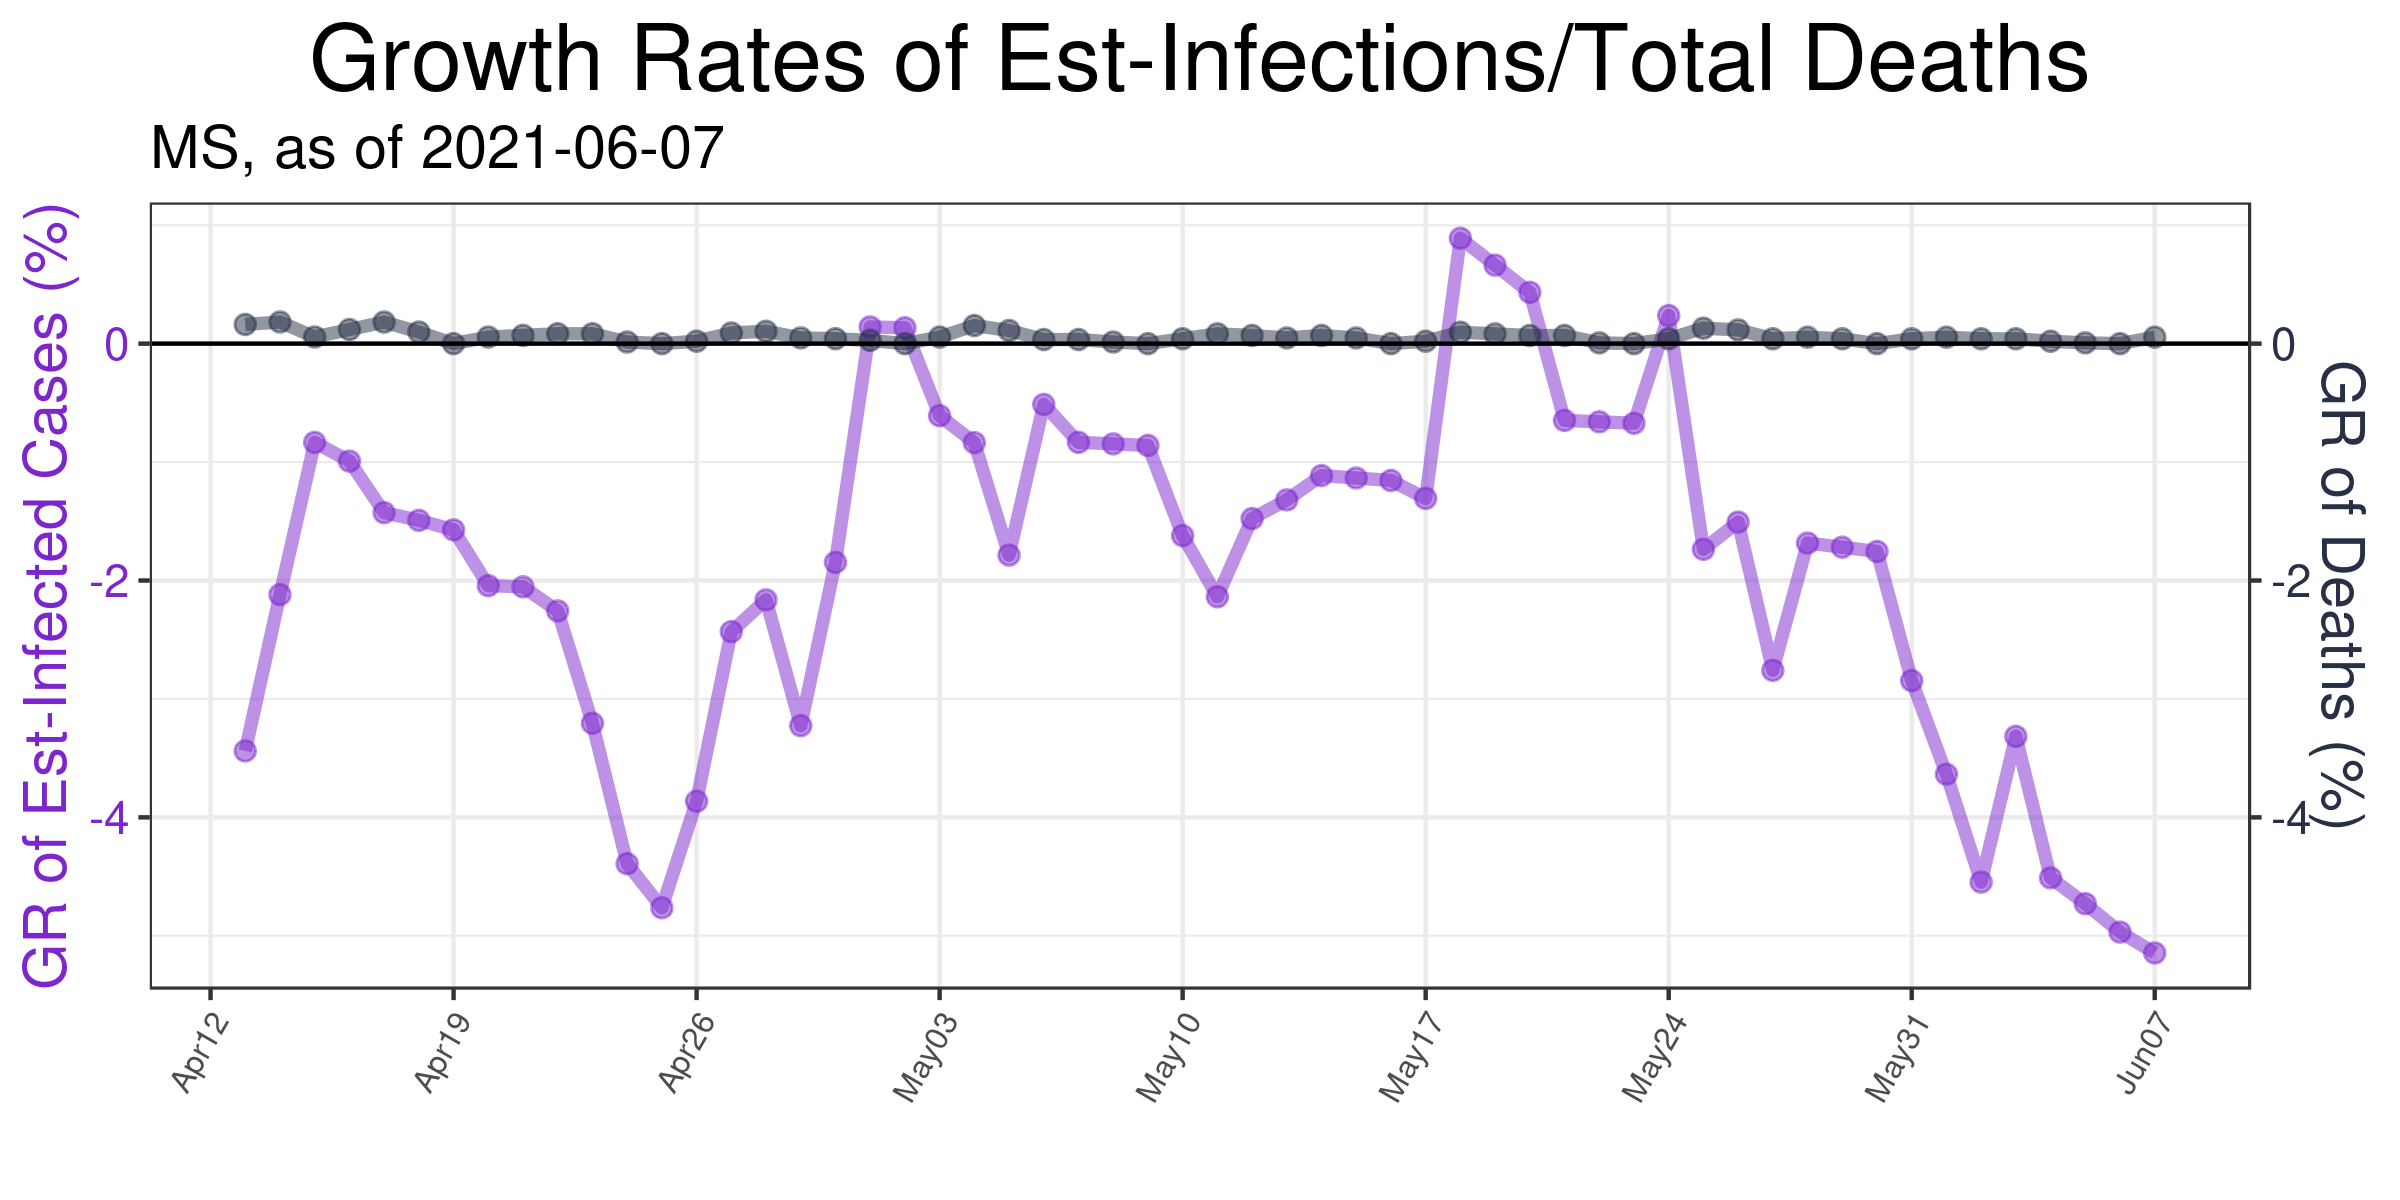 Growth Rates of Est-Infections/Total Deaths
MS, as of 2021-06-07
GR of Est-Infected Cases (%)
0
-2
-4
0
-2
-4
GR of Deaths (%)
Apr12
Apr19
Apr26
May03
May10
May17
May24
May31
Jun07